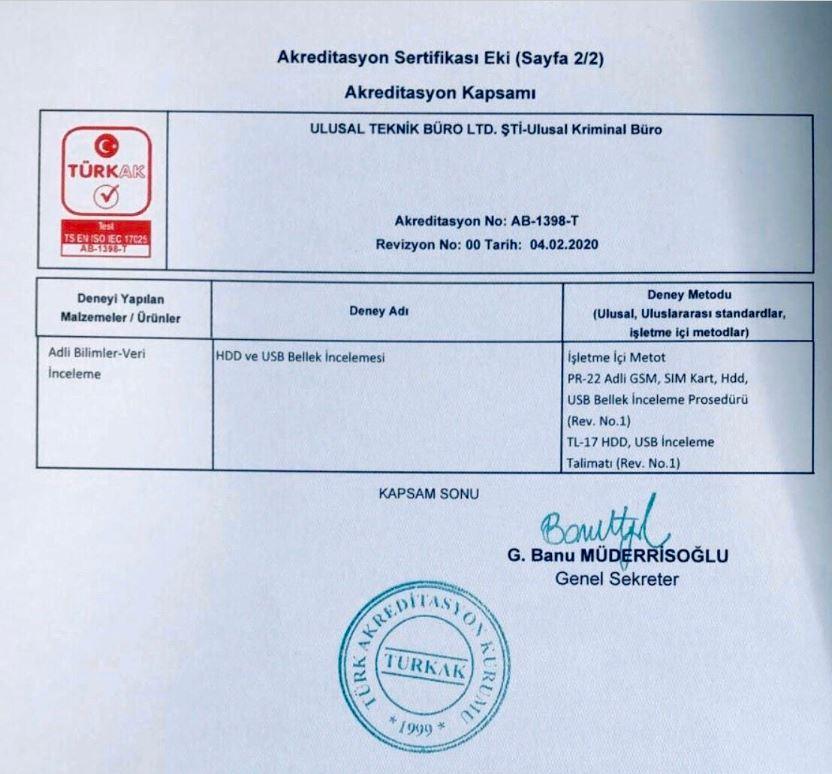 Akreditasyon Sertifikası Eki (Sayfa 2/2)
Akreditasyon Kapsamı
TÜRKAK
Test
TS EN ISO IEC 17025
AB-1398-T
ULUSAL TEKNİK BÜRO LTD. ŞTİ-Ulusal Kriminal Büro
Akreditasyon No: AB-1398-T
Revizyon No: 00 Tarih: 04.02.2020
Deneyi Yapılan
Malzemeler / Ürünler
Deney Adı
Deney Metodu
(Ulusal, Uluslararası standardlar,
işletme içi metodlar)
Adli Bilimler-Veri
İnceleme
HDD ve USB Bellek İncelemesi
İşletme İçi Metot
PR-22 Adli GSM, SIM Kart, Hdd,
USB Bellek İnceleme Prosedürü
(Rev. No.1)
TL-17 HDD, USB İnceleme
Talimatı (Rev. No.1)
KAPSAM SONU
G. Banu MÜDERRİSOĞLU
Genel Sekreter
TÜRK AKREDİTASYON KURUMU
TURKAK
* 1999 *